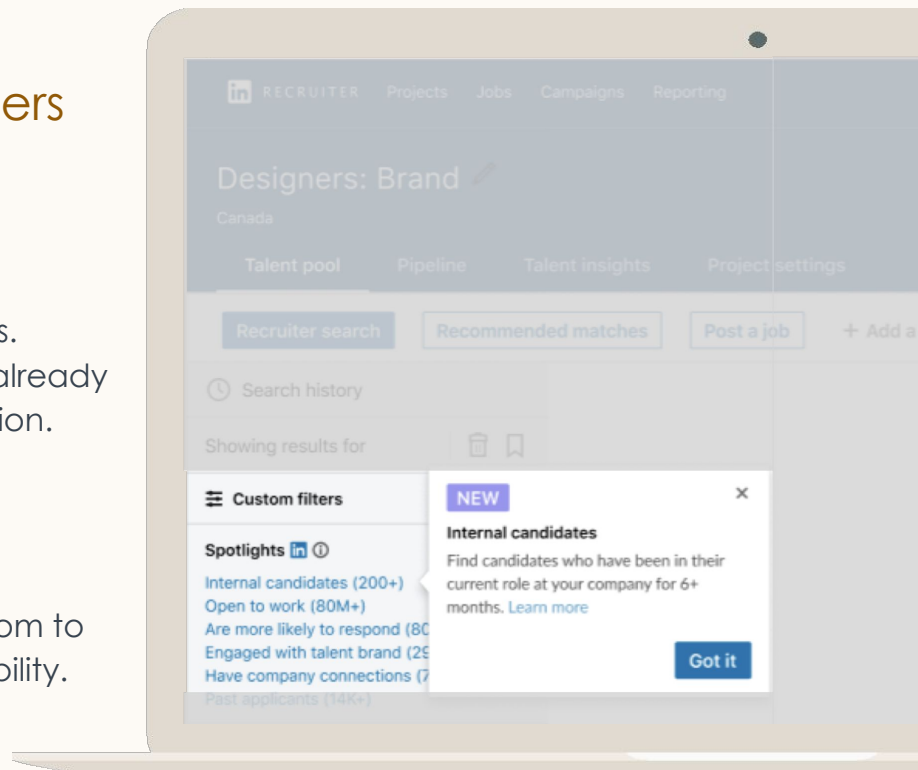 ers
s.
already
ion.
om to
bility.
in RECRUITER Projects Jobs Campaigns Reporting
Designers: Brand
Canada
Talent pool Pipeline Talent insights Project settings
Recruiter search Recommended matches Post a job + Add a
Search history
Showing results for
Custom filters
Spotlights in
Internal candidates (200+)
Open to work (80M+)
Are more likely to respond (80
Engaged with talent brand (29
Have company connections (7
Past applicants (14K+)
NEW
Internal candidates
Find candidates who have been in their
current role at your company for 6+
months. Learn more
Got it